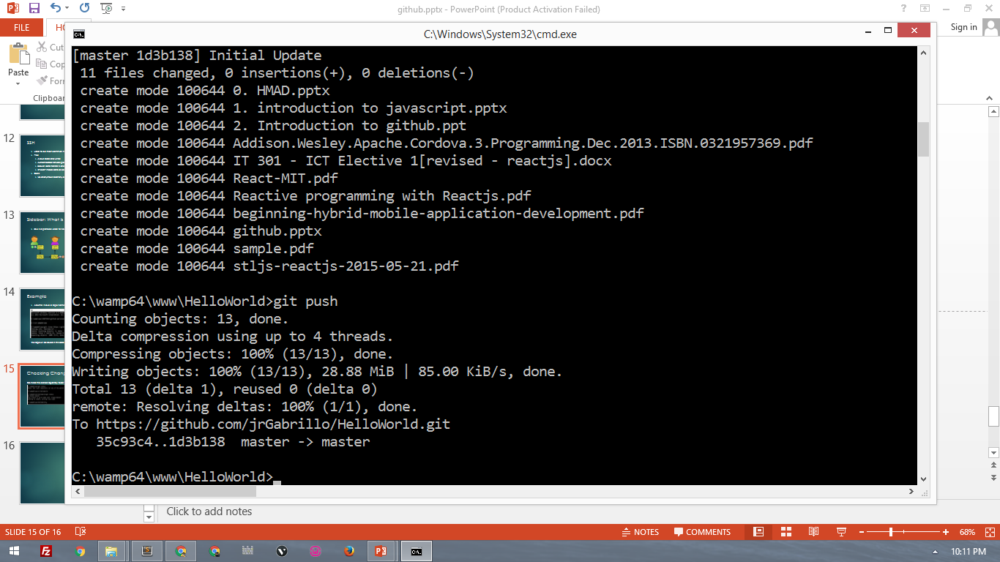 github.pptx - PowerPoint (Product Activation Failed)
FILE
C:\Windows\System32\cmd.exe
Sign in
Cut
Paste
Clipboar
[master 1d3b138] Initial Update
11 files changed, 0 insertions(+), 0 deletions(-)
create mode 100644 0. HMAD.pptx
create mode 100644 1. introduction to javascript.pptx
create mode 100644 2. Introduction to github.ppt
create mode 100644 Addison.Wesley.Apache.Cordova.3.Programming.Dec.2013.ISBN.0321957369.pdf
create mode 100644 IT 301 - ICT Elective 1[revised - reactjs].docx
create mode 100644 React-MIT.pdf
create mode 100644 Reactive programming with Reactjs.pdf
create mode 100644 beginning-hybrid-mobile-application-development.pdf
create mode 100644 github.pptx
create mode 100644 sample.pdf
create mode 100644 stljs-reactjs-2015-05-21.pdf
C:\wamp64\www\HelloWorld>git push
Counting objects: 13, done.
Delta compression using up to 4 threads.
Compressing objects: 100% (13/13), done.
Writing objects: 100% (13/13), 28.88 MiB | 85.00 KiB/s, done.
Total 13 (delta 1), reused 0 (delta 0)
remote: Resolving deltas: 100% (1/1), done.
To https://github.com/jrGabrillo/HelloWorld.git
35c93c4..1d3b138 master -> master
C:\wamp64\www\HelloWorld>
12
SSH
13
Sidebar: What is
14
Example
15
Checking Chang
16
Click to add notes
SLIDE 15 OF 16
NOTES
COMMENTS
68%
10:11 PM